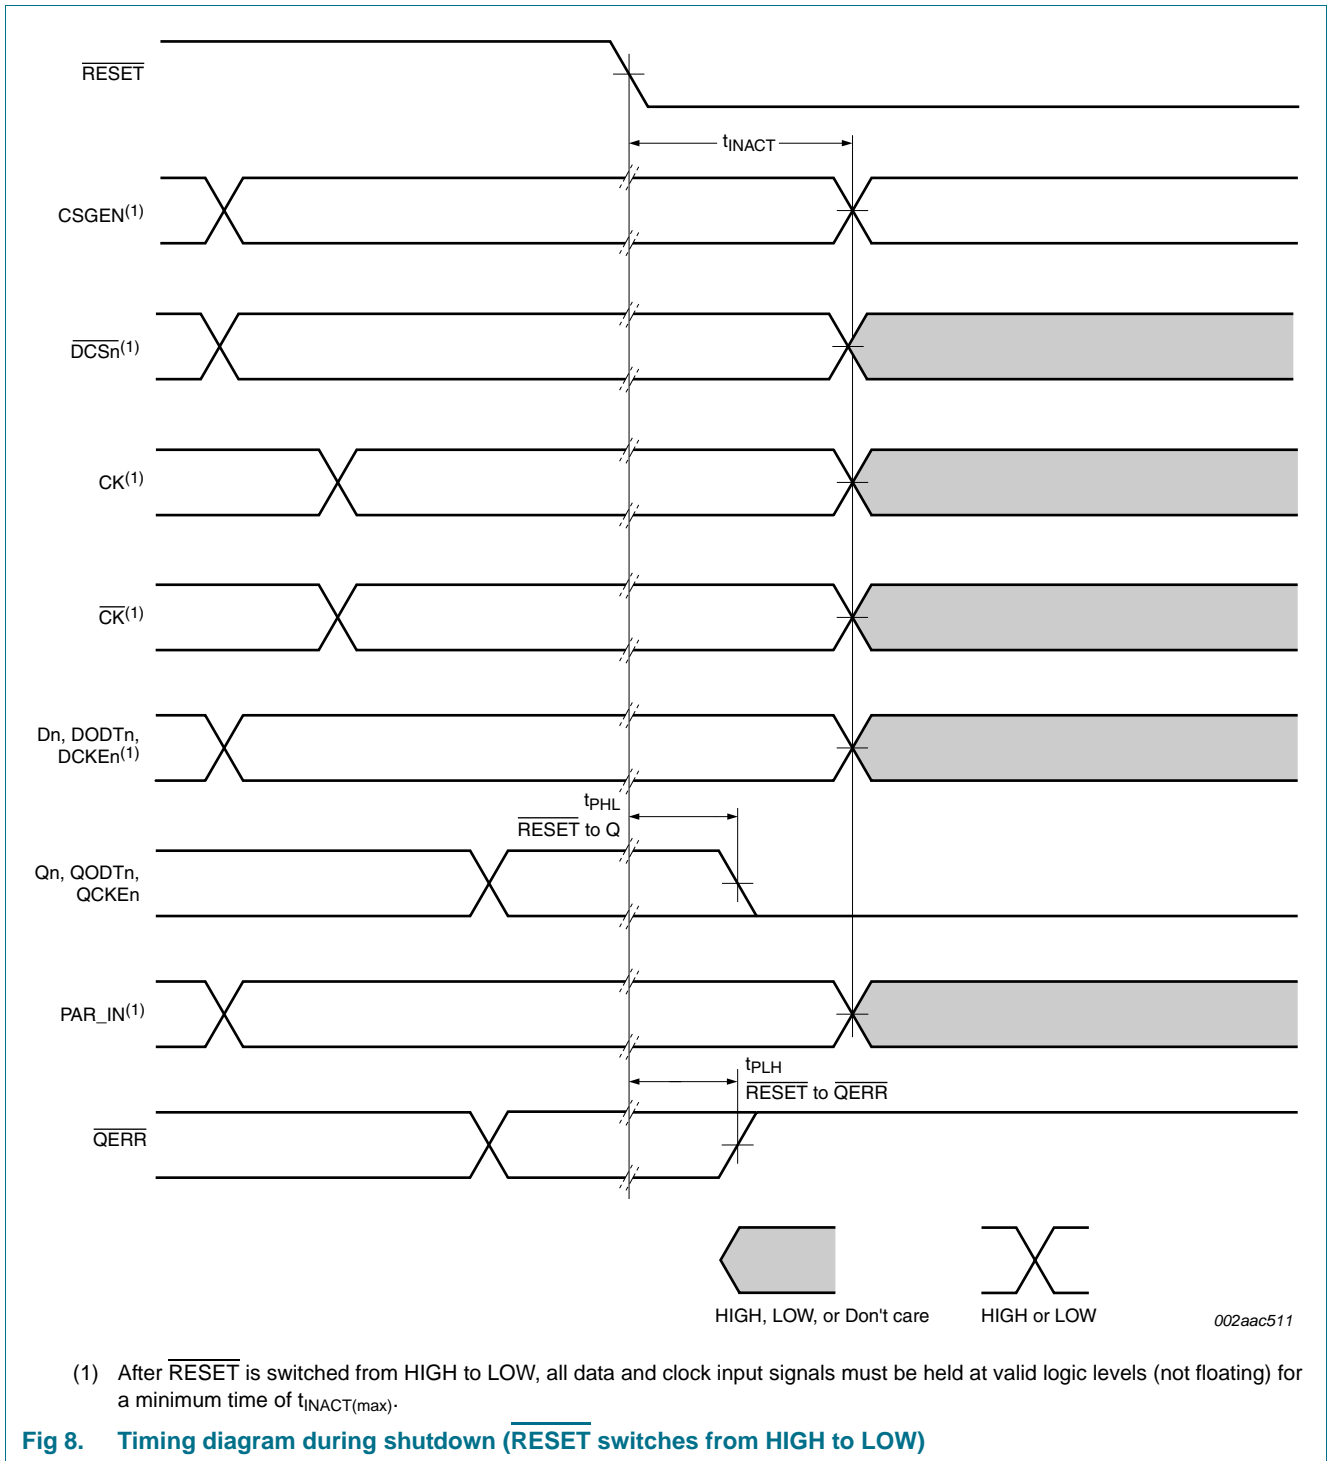 RESET
tINACT
CSGEN(1)
DCSn(1)
CK(1)
CK(1)
Dn, DODTn,
DCKEn(1)
tPHL
RESET to Q
Qn, QODTn,
QCKEn
PAR_IN(1)
tPLH
RESET to QERR
QERR
HIGH, LOW, or Don't care
HIGH or LOW
002aac511
(1) After RESET is switched from HIGH to LOW, all data and clock input signals must be held at valid logic levels (not floating) for
a minimum time of tINACT(max).
Fig 8. Timing diagram during shutdown (RESET switches from HIGH to LOW)